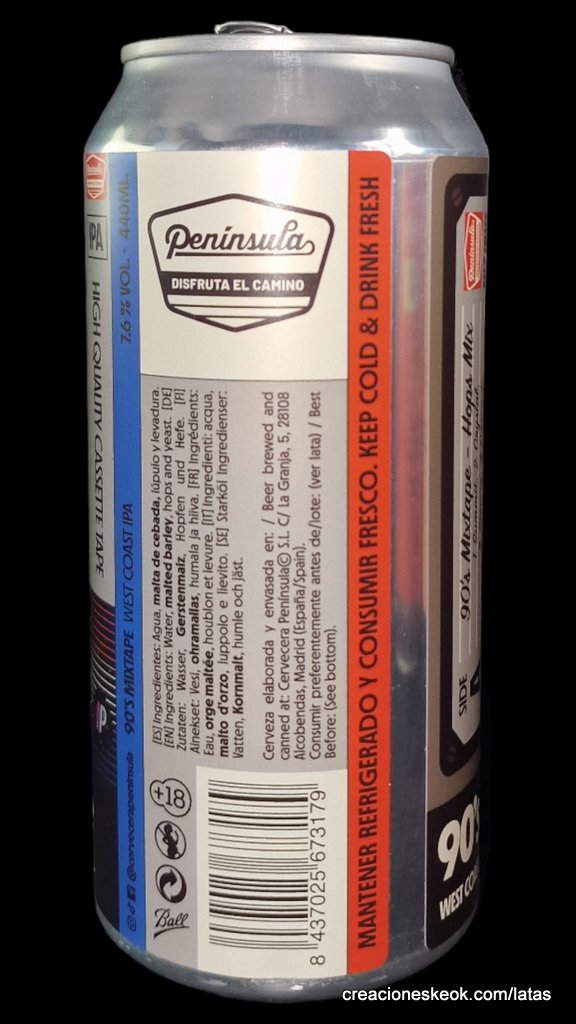 IPA
HIGH QUALITY CASSETTE TAPE
7.6 % VOL. - 440ML.
90'S MIXTAPE WEST COAST IPA
@cervecerapeninsula
Península
DISFRUTA EL CAMINO
[ES] Ingredientes: Agua, malta de cebada, lúpulo y levadura.
[EN] Ingredients: Water, malted barley, hops and yeast. [DE]
Zutaten: Wasser, Gerstenmalz, Hopfen und Hefe. [FI]
Ainekset: Vesi, ohramallas, humala ja hiiva. [FR] Ingrédients:
Eau, orge maltée, houblon et levure. [IT] Ingredienti: acqua,
malto d'orzo, luppolo e lievito. [SE] Starköl Ingredienser:
Vatten, Kornmalt, humle och jäst.
Cerveza elaborada y envasada en: / Beer brewed and
canned at: Cervecera Península© S.L. C/ La Granja, 5, 28108
Alcobendas, Madrid (España/Spain).
Consumir preferentemente antes de/lote: (ver lata) / Best
Before: (See bottom).
+18
Ball
8 437025 673179
MANTENER REFRIGERADO Y CONSUMIR FRESCO. KEEP COLD & DRINK FRESH
Península
90's Mixtape - Hops Mix
SIDE
A
90's
WEST CO
creacioneskeok.com/latas